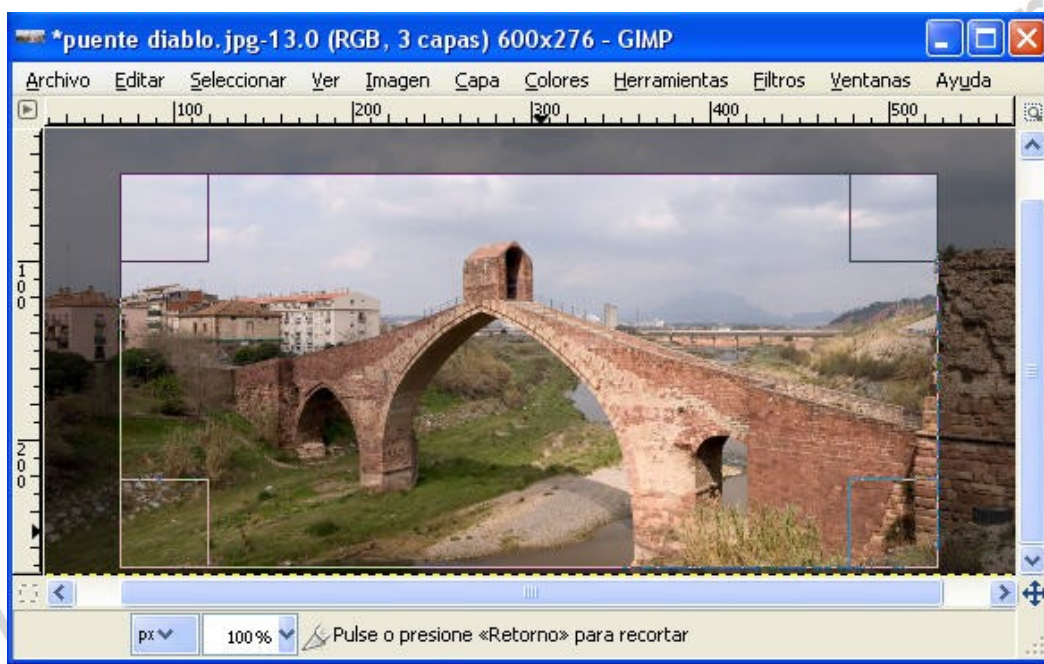 *puente diablo.jpg-13.0 (RGB, 3 capas) 600x276 - GIMP
Archivo Editar Seleccionar Ver Imagen Capa Colores Herramientas Filtros Ventanas Ayuda
100 200 300 400 500
100
200
px 100 % Pulse o presione «Retorno» para recortar